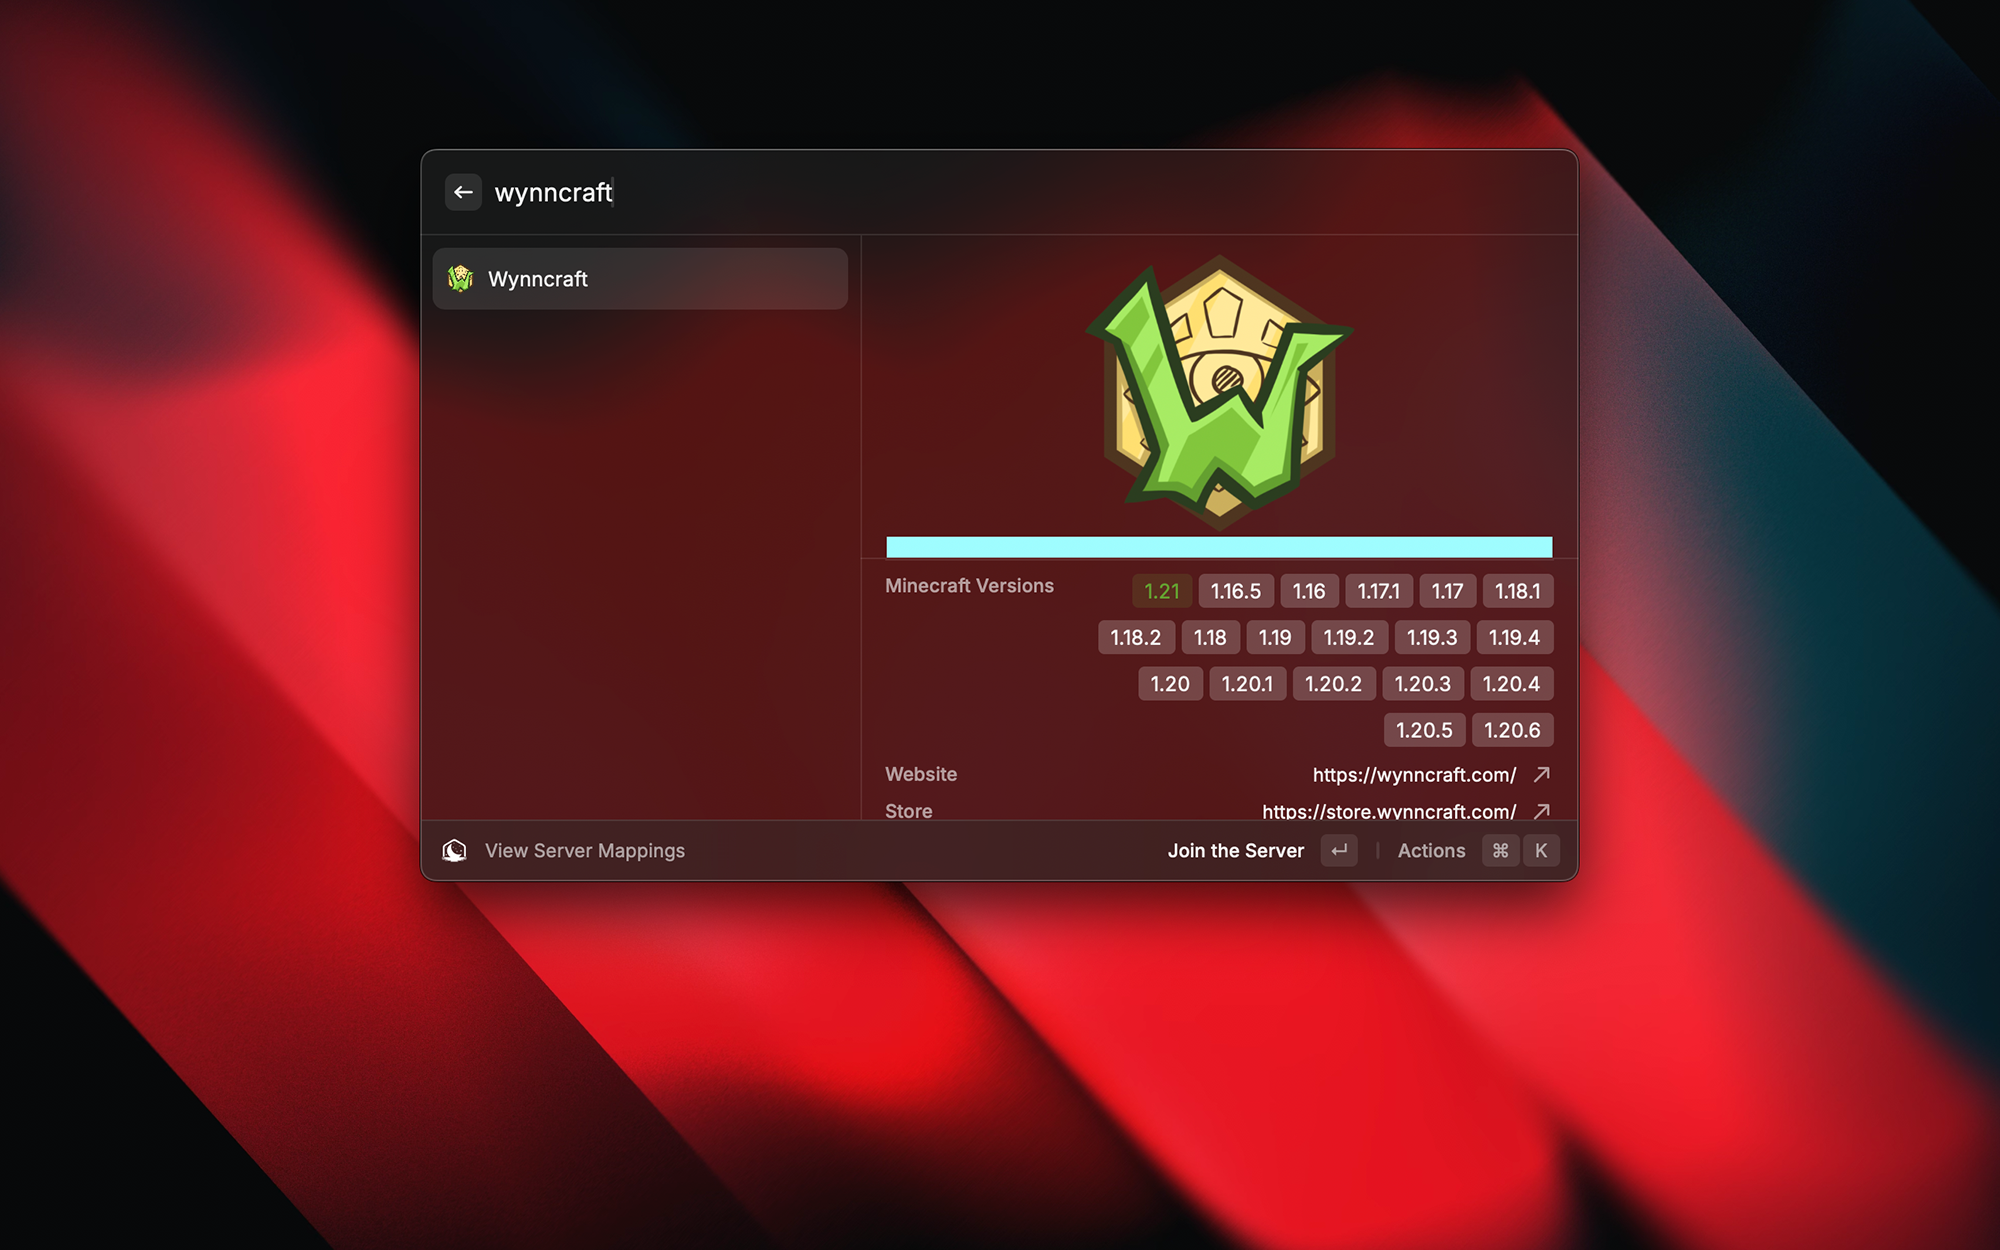 wynncraft
Wynncraft
Minecraft Versions 1.21 1.16.5 1.16 1.17.1 1.17 1.18.1
1.18.2 1.18 1.19 1.19.2 1.19.3 1.19.4
1.20 1.20.1 1.20.2 1.20.3 1.20.4
1.20.5 1.20.6
Website https://wynncraft.com/
Store https://store.wynncraft.com/
View Server Mappings Join the Server ↵ | Actions ⌘ K